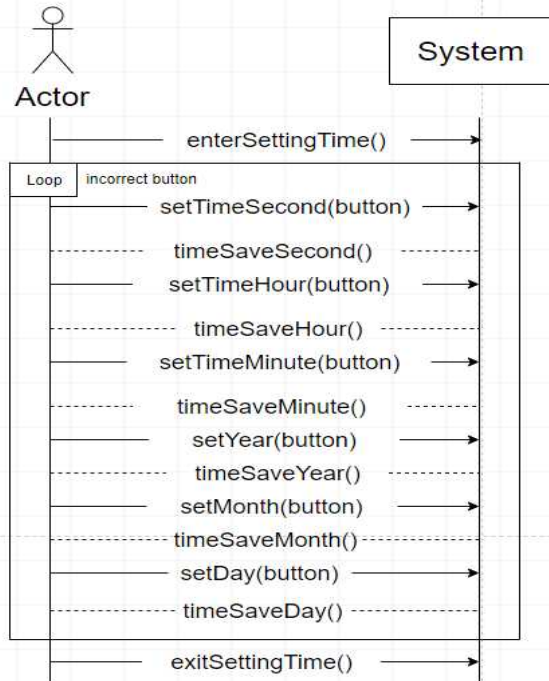 System
Actor
enterSettingTime()
Loop incorrect button
setTimeSecond(button)
timeSaveSecond()
setTimeHour(button)
timeSaveHour()
setTimeMinute(button)
timeSaveMinute()
setYear(button)
timeSaveYear()
setMonth(button)
timeSaveMonth()
setDay(button)
timeSaveDay()
exitSettingTime()